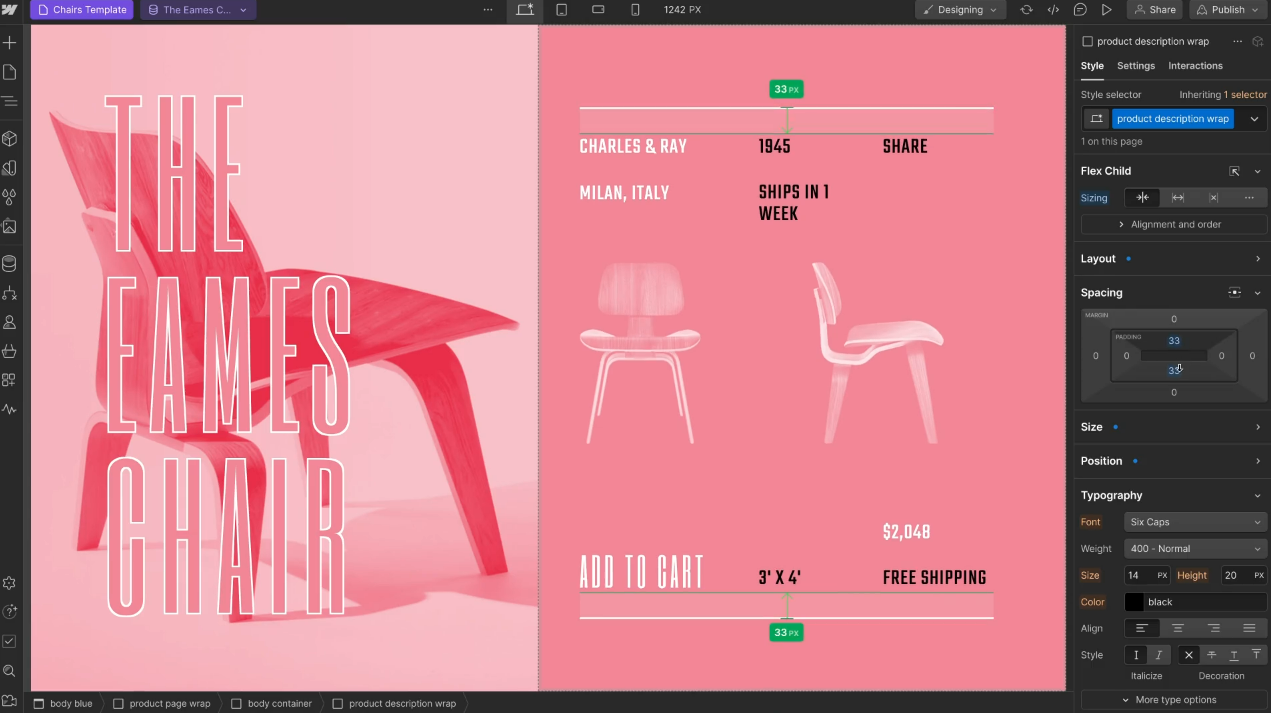 Chairs Template
The Eames C...
1242 PX
Designing
Share
Publish
THE
EAMES
CHAIR
33 PX
CHARLES & RAY
1945
SHARE
MILAN, ITALY
SHIPS IN 1
WEEK
$2,048
ADD TO CART
3' X 4'
FREE SHIPPING
33 PX
product description wrap
Style
Settings
Interactions
Style selector
Inheriting 1 selector
product description wrap
1 on this page
Flex Child
Sizing
Alignment and order
Layout
Spacing
MARGIN
0
PADDING
33
0
0
0
0
33
0
Size
Position
Typography
Font
Six Caps
Weight
400 - Normal
Size
14 PX
Height
20 PX
Color
black
Align
Style
Italicize
Decoration
More type options
body blue
product page wrap
body container
product description wrap